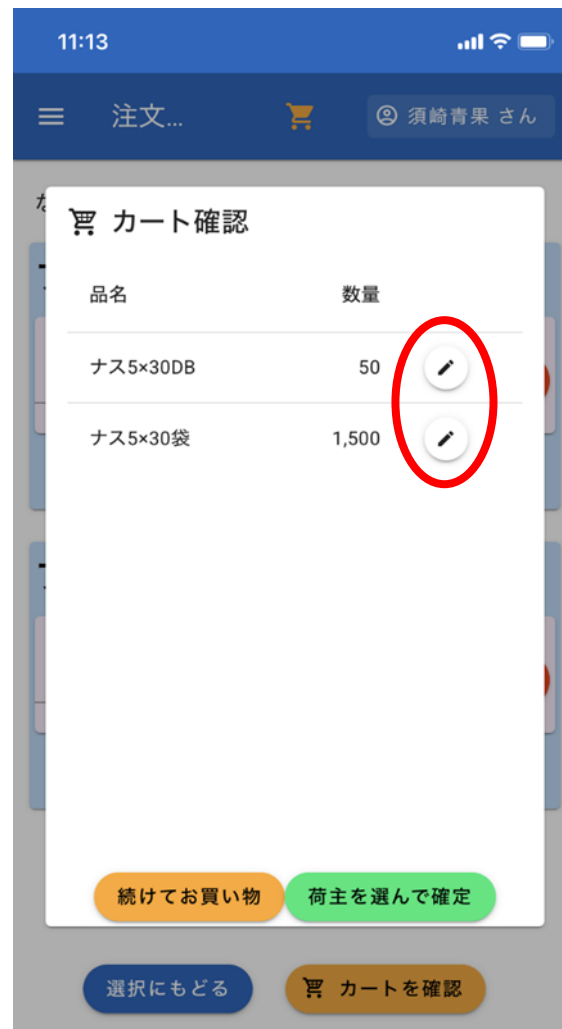 11:13
注文... 須崎青果 さん
カート確認
品名 数量
ナス5×30DB 50
ナス5×30袋 1,500
続けてお買い物 荷主を選んで確定
選択にもどる カートを確認